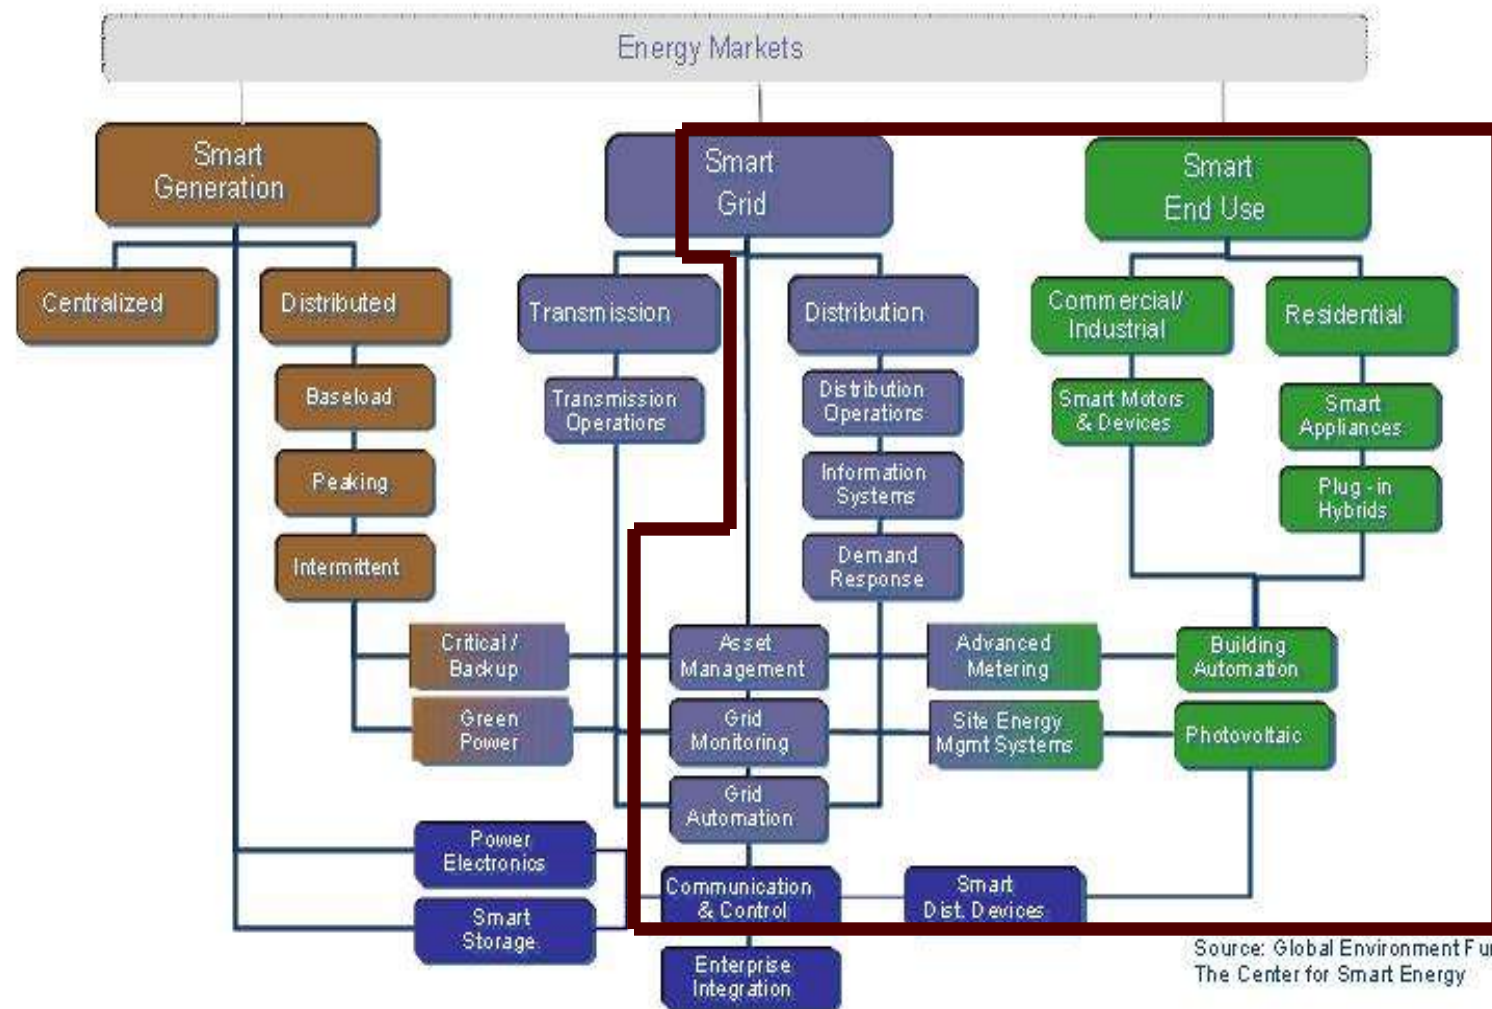 Energy Markets
Smart
Generation
Smart
Grid
Smart
End Use
Centralized
Distributed
Transmission
Distribution
Commercial/
Industrial
Residential
Baseload
Transmission
Operations
Distribution
Operations
Smart Motors
& Devices
Smart
Appliances
Peaking
Information
Systems
Plug - in
Hybrids
Intermittent
Demand
Response
Critical /
Backup
Asset
Management
Advanced
Metering
Building
Automation
Green
Power
Grid
Monitoring
Site Energy
Mgmt Systems
Photovoltaic
Grid
Automation
Power
Electronics
Communication
& Control
Smart
Dist. Devices
Smart
Storage
Enterprise
Integration
Source: Global Environment Fu
The Center for Smart Energy